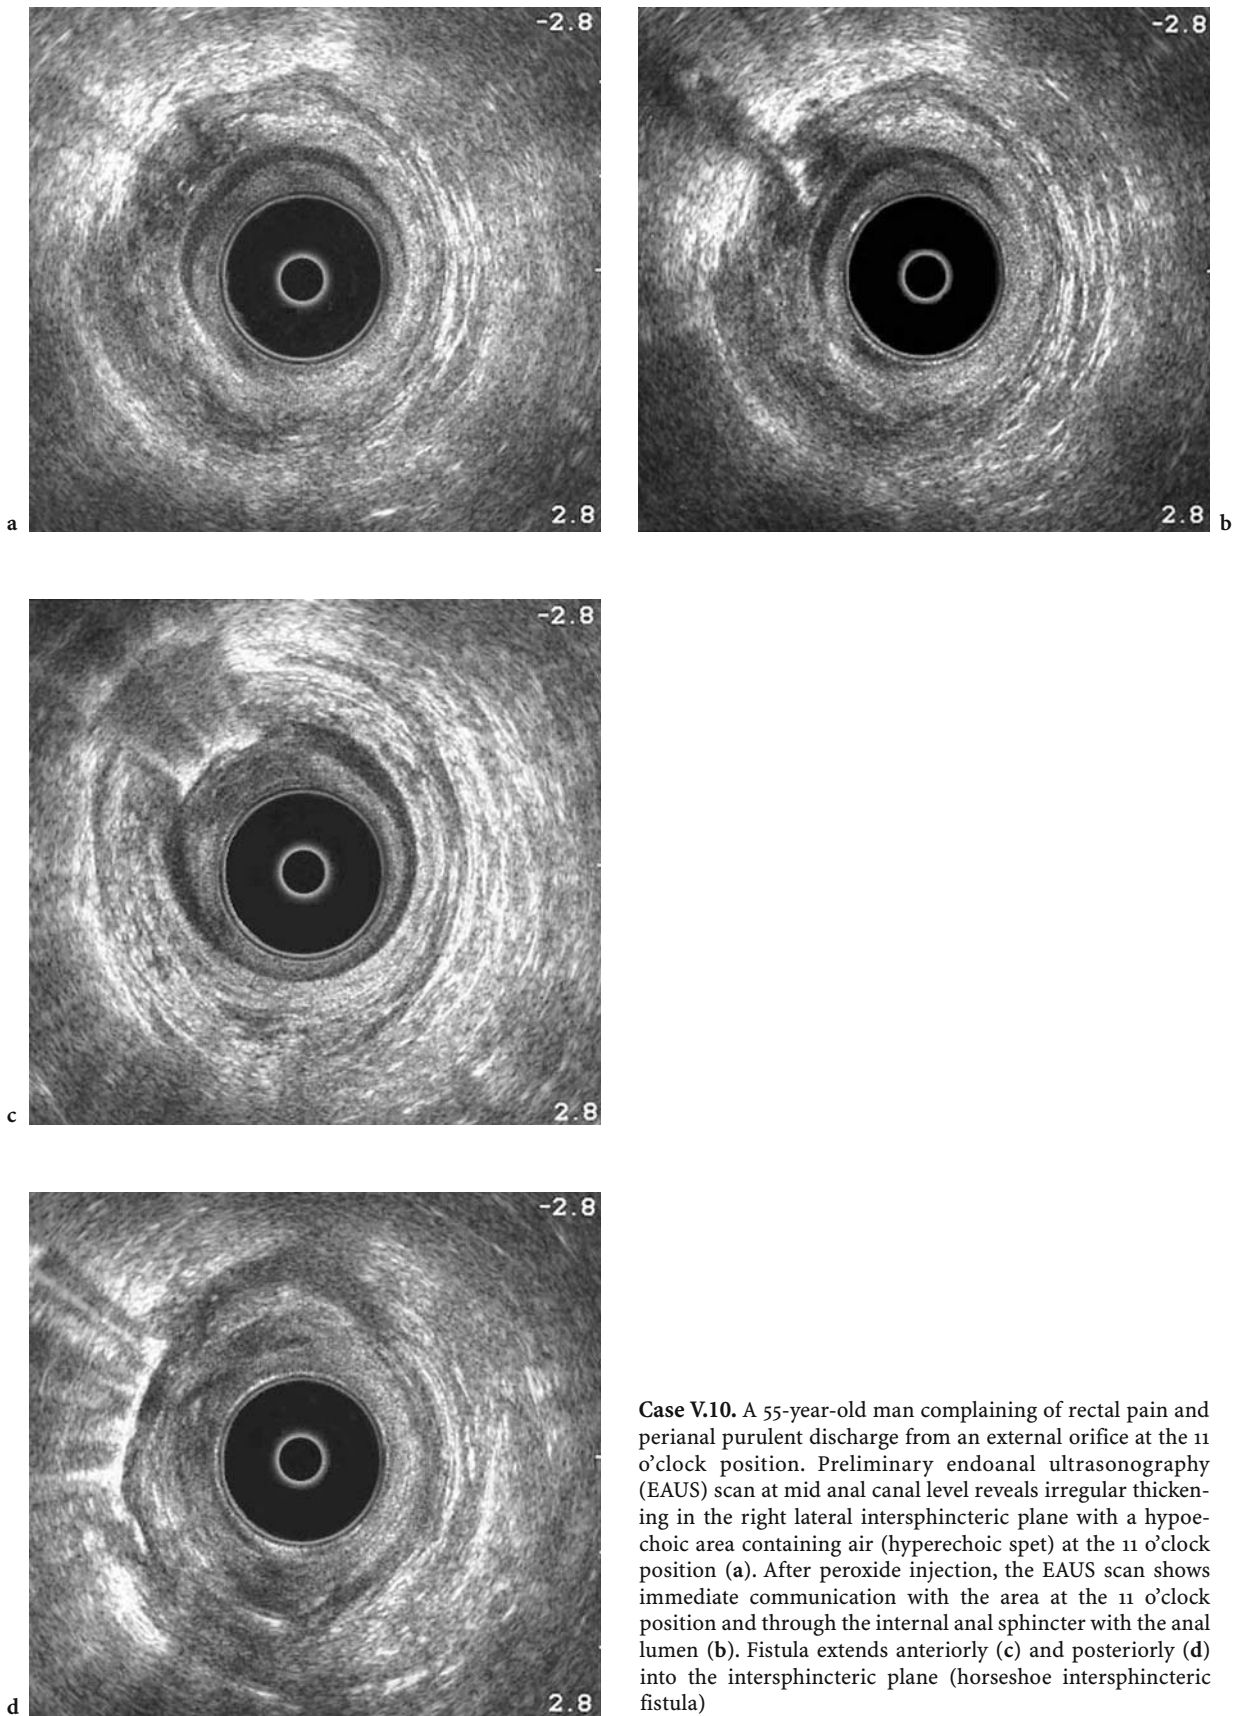 -2.8
-2.8
2.8
2.8
a
b
-2.8
2.8
c
-2.8
2.8
d
Case V.10. A 55-year-old man complaining of rectal pain and
perianal purulent discharge from an external orifice at the 11
o'clock position. Preliminary endoanal ultrasonography
(EAUS) scan at mid anal canal level reveals irregular thicken-
ing in the right lateral intersphincteric plane with a hypoe-
choic area containing air (hyperechoic spet) at the 11 o'clock
position (a). After peroxide injection, the EAUS scan shows
immediate communication with the area at the 11 o'clock
position and through the internal anal sphincter with the anal
lumen (b). Fistula extends anteriorly (c) and posteriorly (d)
into the intersphincteric plane (horseshoe intersphincteric
fistula)